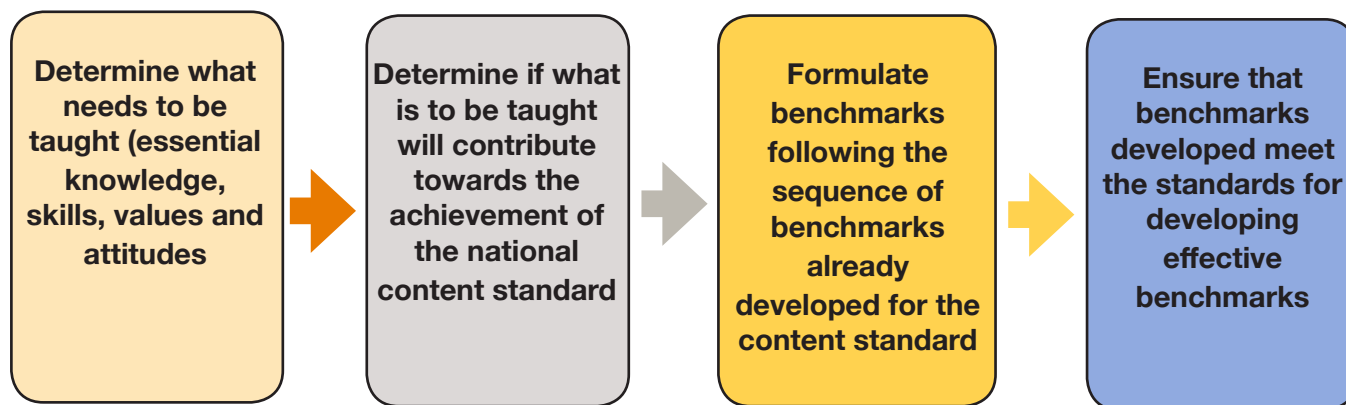 Determine what
needs to be
taught (essential
knowledge,
skills, values and
attitudes
Determine if what
is to be taught
will contribute
towards the
achievement of
the national
content standard
Formulate
benchmarks
following the
sequence of
benchmarks
already
developed for the
content standard
Ensure that
benchmarks
developed meet
the standards for
developing
effective
benchmarks